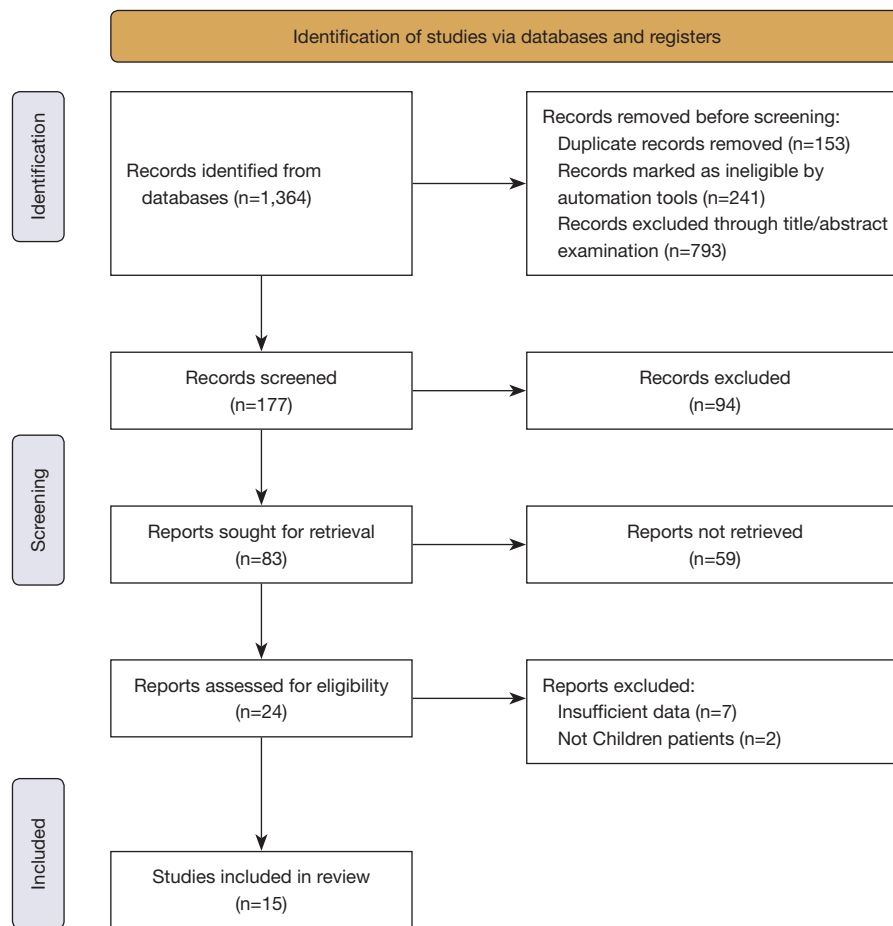 Identification of studies via databases and registers
Identification
Records identified from
databases (n=1,364)
Records removed before screening:
Duplicate records removed (n=153)
Records marked as ineligible by
automation tools (n=241)
Records excluded through title/abstract
examination (n=793)
Screening
Records screened
(n=177)
Records excluded
(n=94)
Reports sought for retrieval
(n=83)
Reports not retrieved
(n=59)
Reports assessed for eligibility
(n=24)
Reports excluded:
Insufficient data (n=7)
Not Children patients (n=2)
Included
Studies included in review
(n=15)